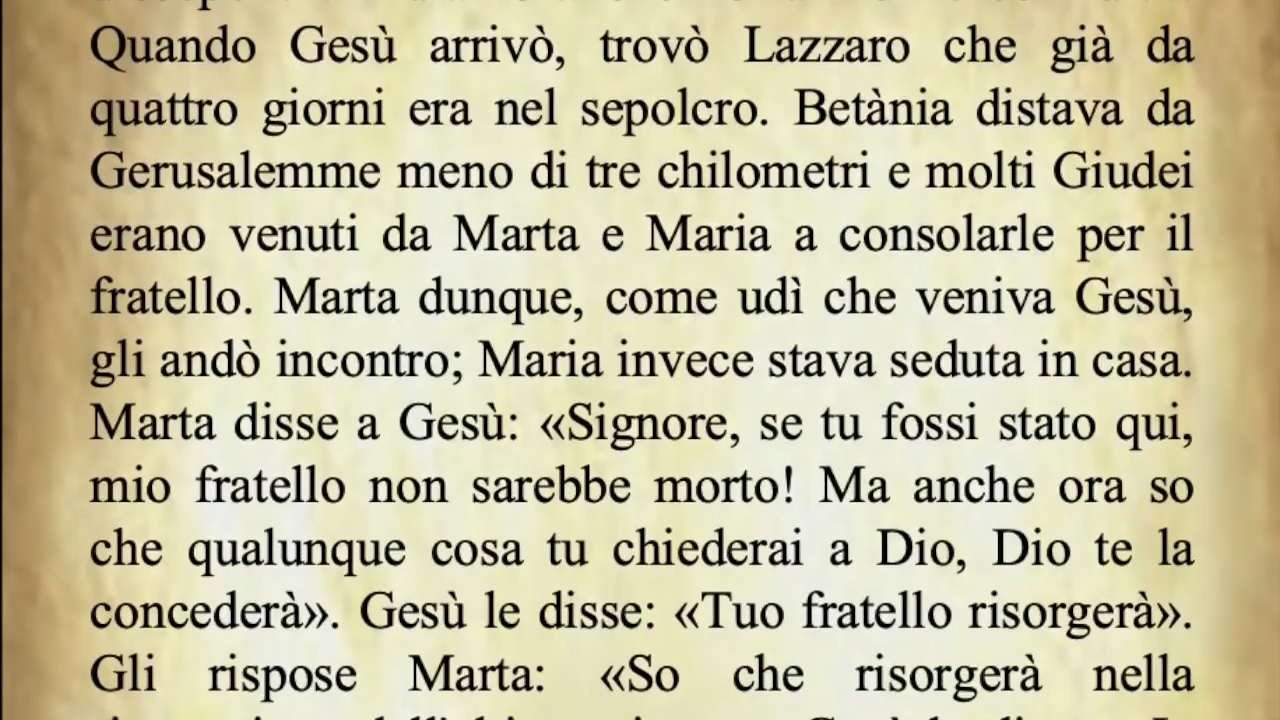 Quando Gesù arrivò, trovò Lazzaro che già da
quattro giorni era nel sepolcro. Betània distava da
Gerusalemme meno di tre chilometri e molti Giudei
erano venuti da Marta e Maria a consolarle per il
fratello. Marta dunque, come udì che veniva Gesù,
gli andò incontro; Maria invece stava seduta in casa.
Marta disse a Gesù: «Signore, se tu fossi stato qui,
mio fratello non sarebbe morto! Ma anche ora so
che qualunque cosa tu chiederai a Dio, Dio te la
concederà». Gesù le disse: «Tuo fratello risorgerà».
Gli rispose Marta: «So che risorgerà nella